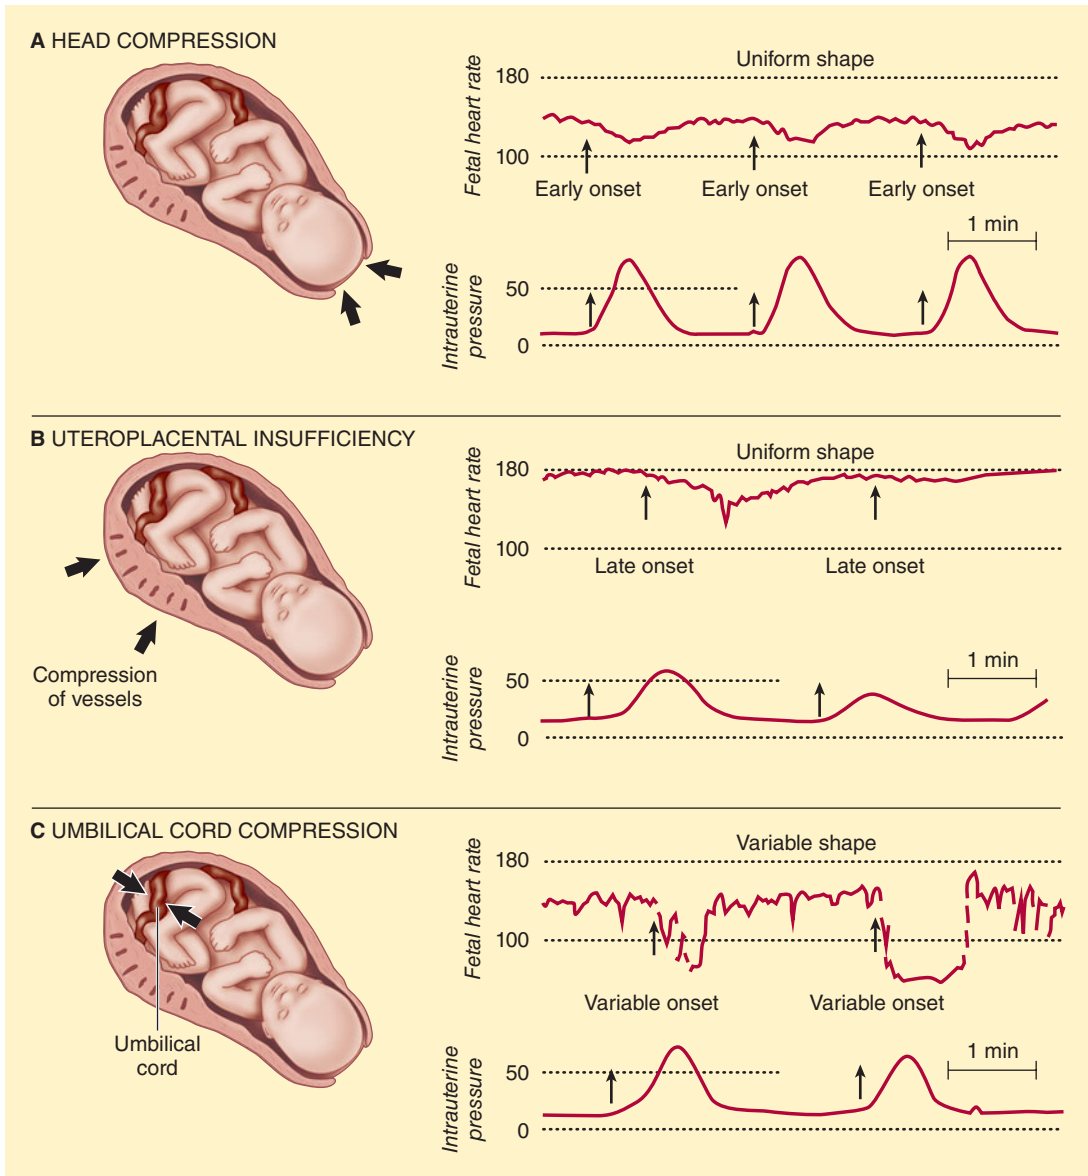 A HEAD COMPRESSION
Uniform shape
Fetal heart rate
180
100
Early onset
Early onset
Early onset
1 min
Intrauterine
pressure
50
0
B UTEROPLACENTAL INSUFFICIENCY
Uniform shape
Fetal heart rate
180
100
Late onset
Late onset
Compression
of vessels
1 min
Intrauterine
pressure
50
0
C UMBILICAL CORD COMPRESSION
Variable shape
Fetal heart rate
180
100
Variable onset
Variable onset
Umbilical
cord
1 min
Intrauterine
pressure
50
0